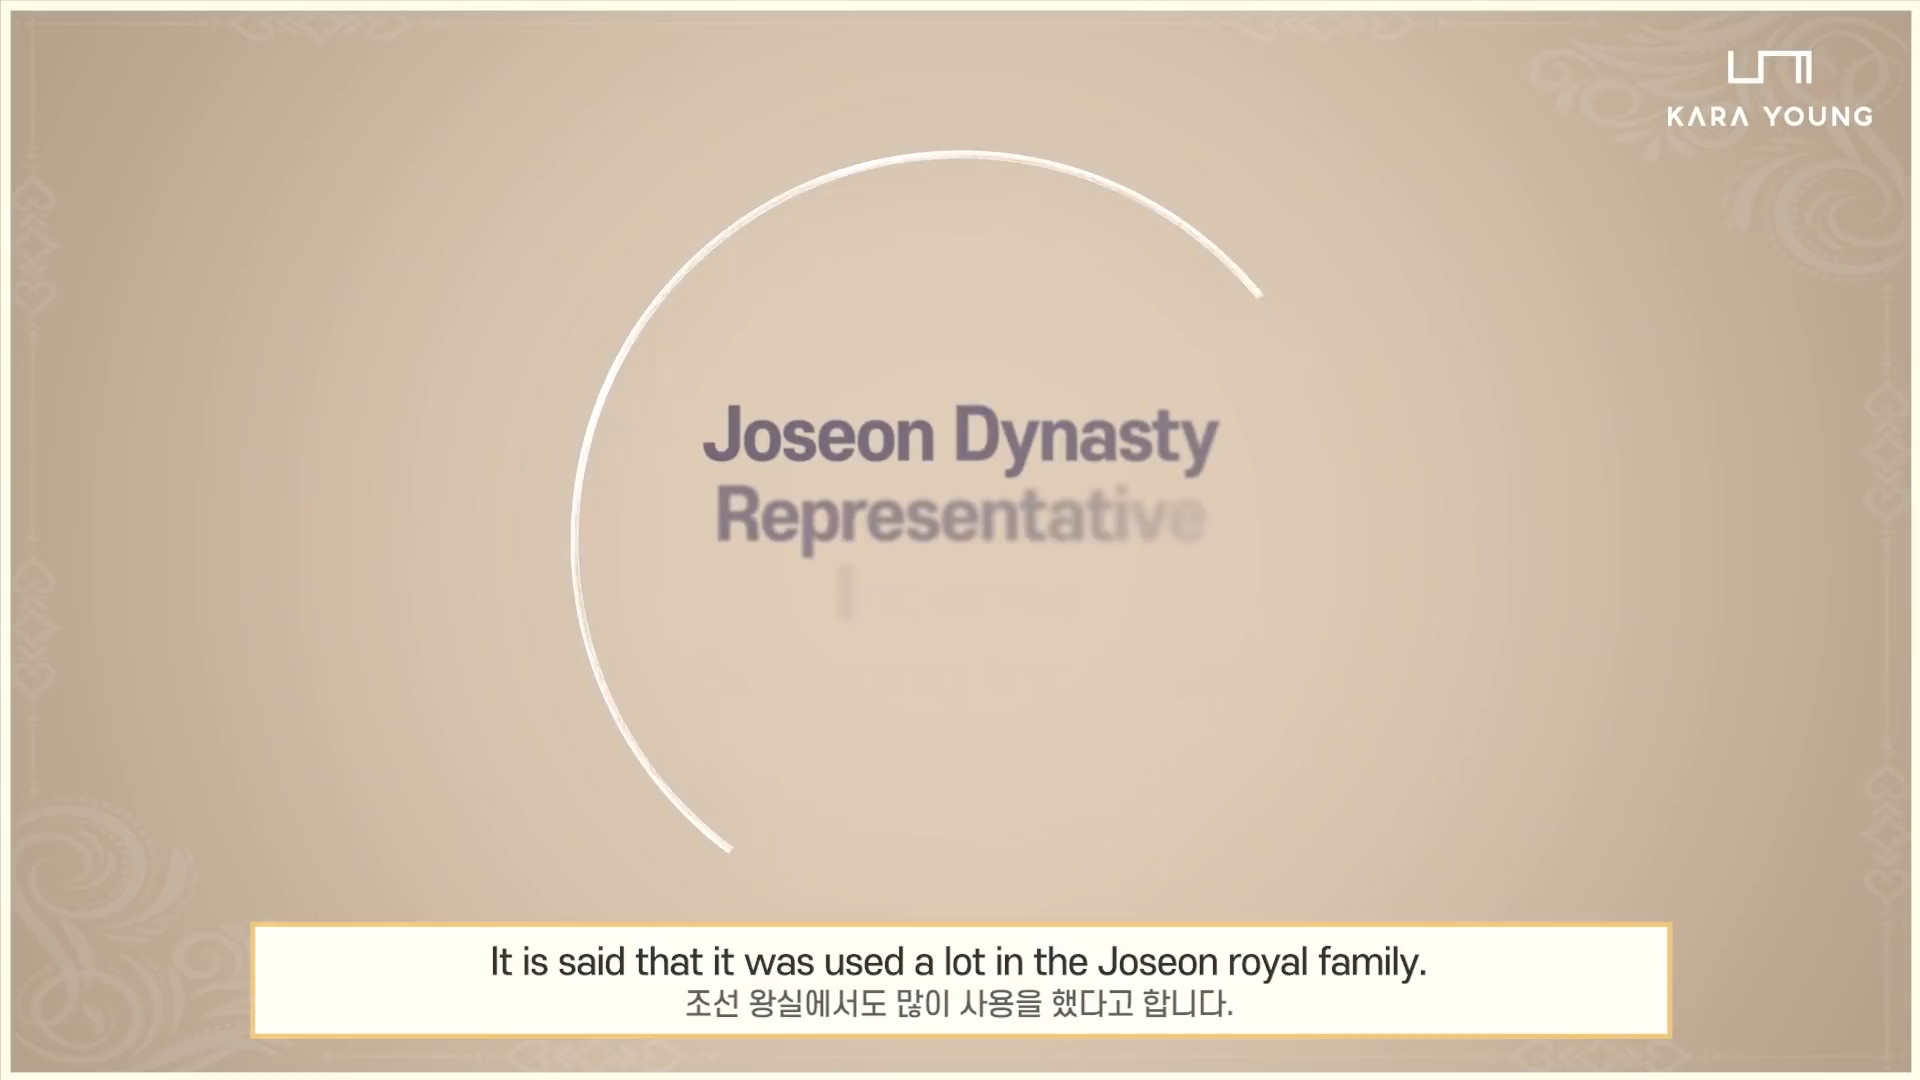 KARA YOUNG
Joseon Dynasty
Representative
It is said that it was used a lot in the Joseon royal family.
조선 왕실에서도 많이 사용을 했다고 합니다.